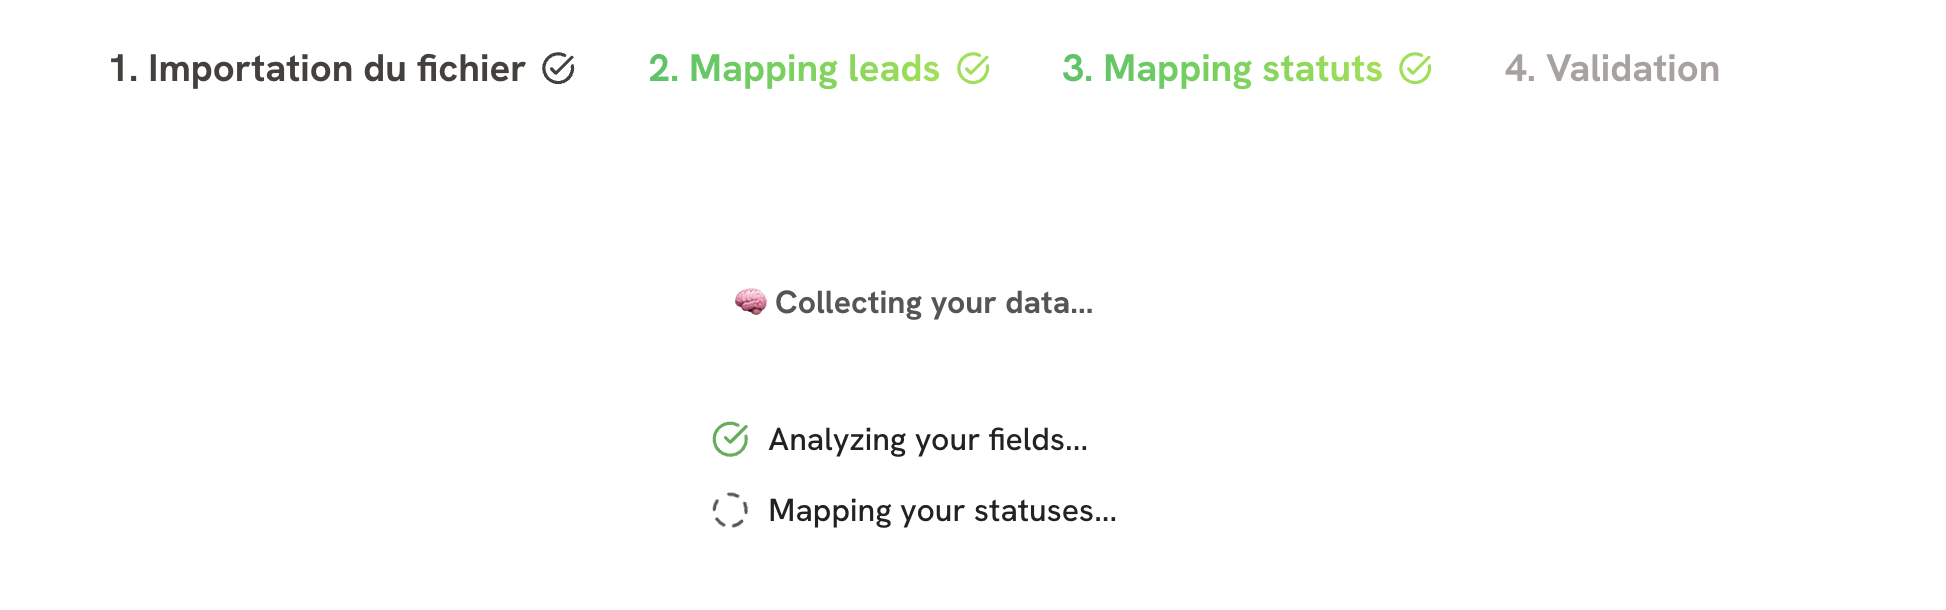 1. Importation du fichier 2. Mapping leads 3. Mapping statuts 4. Validation
🧠 Collecting your data...
Analyzing your fields...
Mapping your statuses...